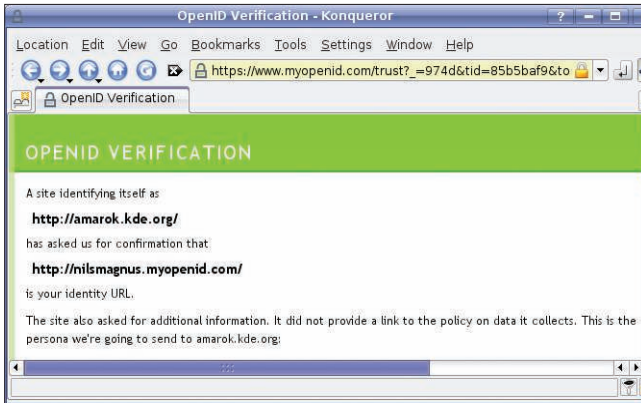 OpenID Verification - Konqueror
Location Edit View Go Bookmarks Tools Settings Window Help
https://www.myopenid.com/trust?_=974d&tid=85b5baf9&to
OpenID Verification
OPENID VERIFICATION
A site identifying itself as
http://amarok.kde.org/
has asked us for confirmation that
http://nilsmagnus.myopenid.com/
is your identity URL.
The site also asked for additional information. It did not provide a link to the policy on data it collects. This is the
persona we're going to send to amarok.kde.org: